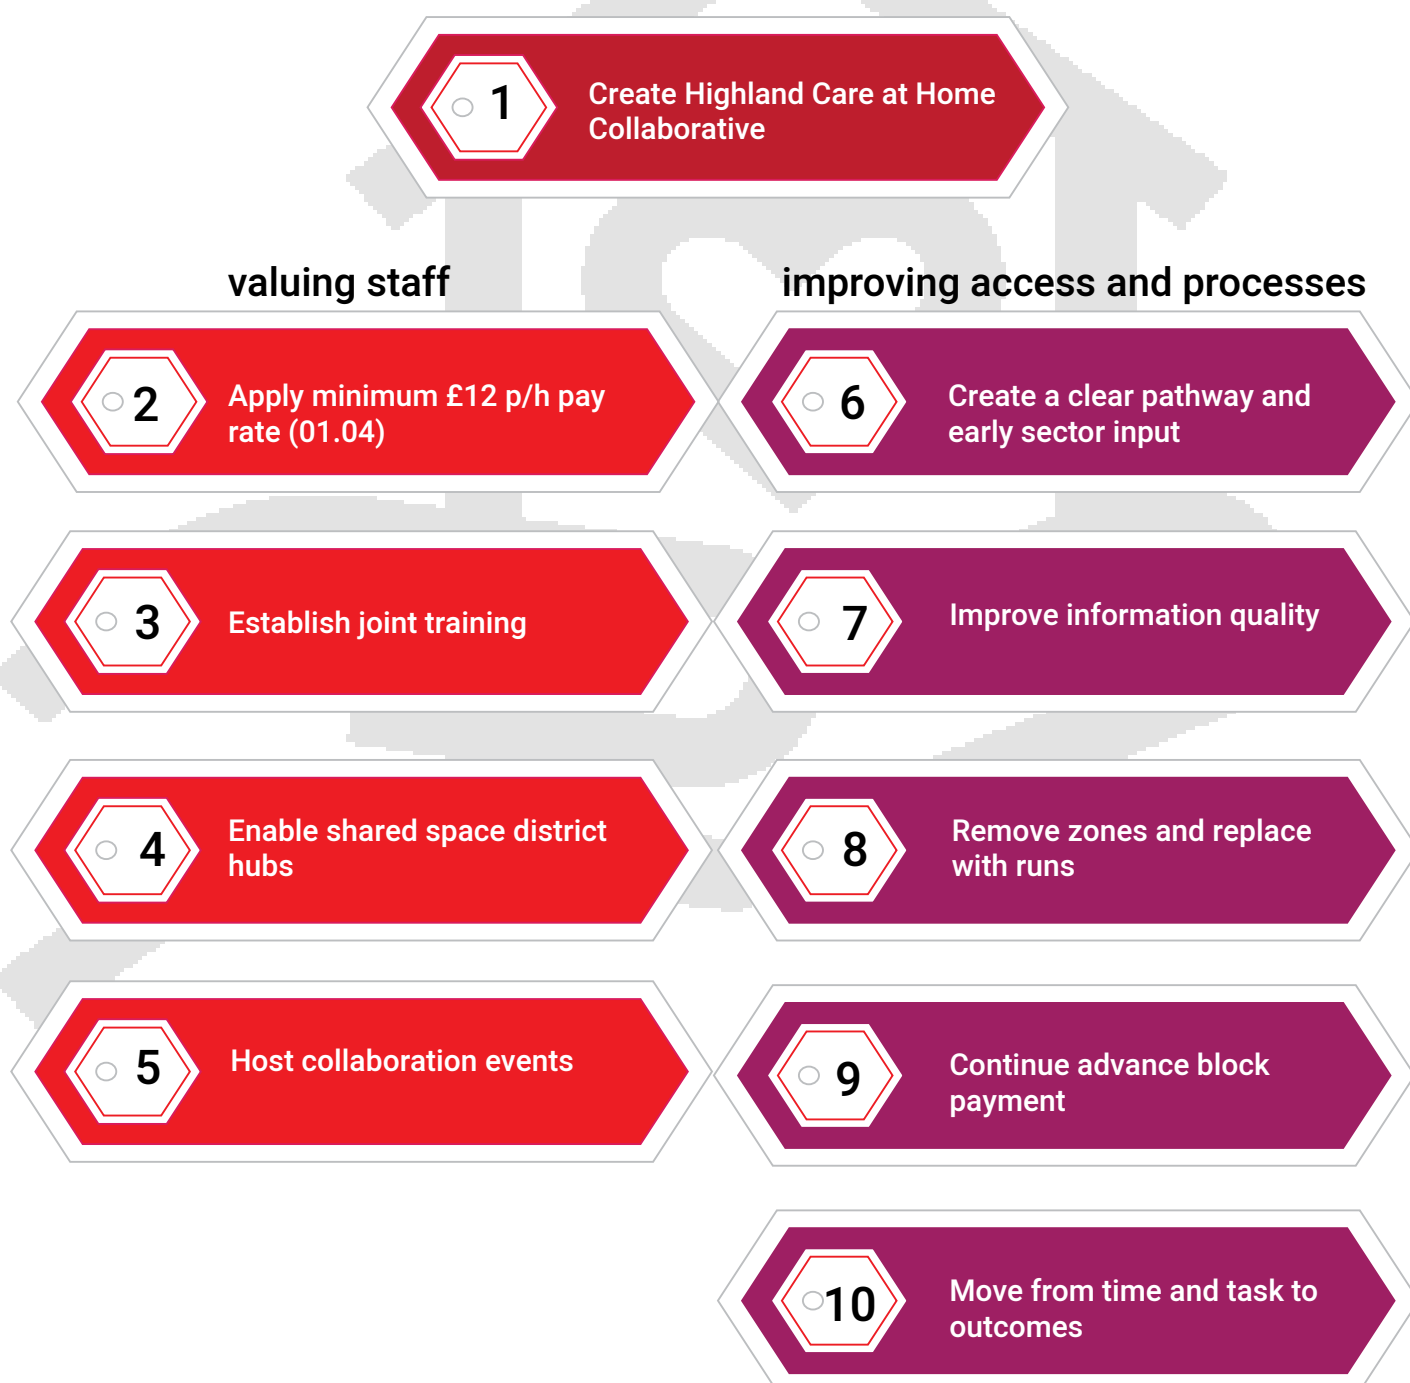 1
Create Highland Care at Home
Collaborative
valuing staff
2
Apply minimum £12 p/h pay
rate (01.04)
3
Establish joint training
4
Enable shared space district
hubs
5
Host collaboration events
improving access and processes
6
Create a clear pathway and
early sector input
7
Improve information quality
8
Remove zones and replace
with runs
9
Continue advance block
payment
10
Move from time and task to
outcomes